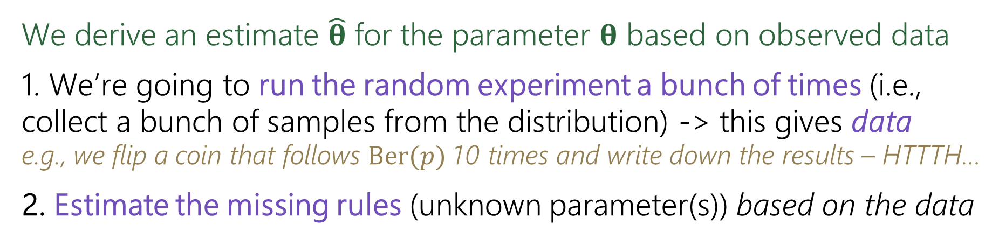 We derive an estimate θ̂ for the parameter θ based on observed data
1. We’re going to run the random experiment a bunch of times (i.e.,
collect a bunch of samples from the distribution) -> this gives data
e.g., we flip a coin that follows Ber(p) 10 times and write down the results – HTTTH…
2. Estimate the missing rules (unknown parameter(s)) based on the data